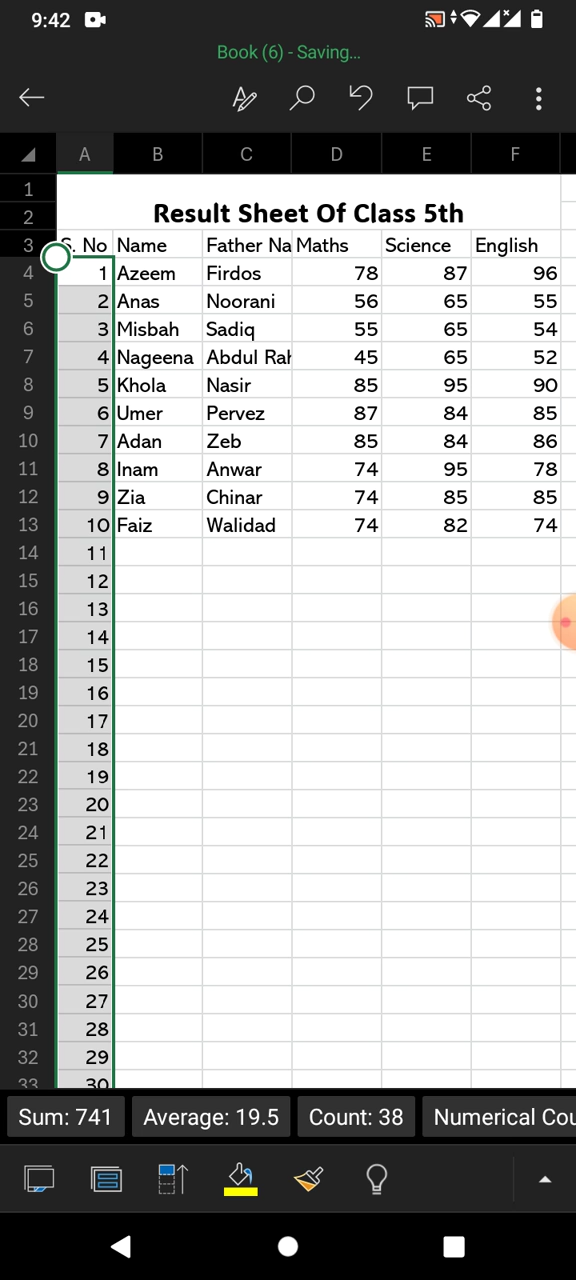 9:42
Book (6) - Saving...
A B C D E F
1
2 Result Sheet Of Class 5th
3 S. No Name Father Na Maths Science English
4 1 Azeem Firdos 78 87 96
5 2 Anas Noorani 56 65 55
6 3 Misbah Sadiq 55 65 54
7 4 Nageena Abdul Rah 45 65 52
8 5 Khola Nasir 85 95 90
9 6 Umer Pervez 87 84 85
10 7 Adan Zeb 85 84 86
11 8 Inam Anwar 74 95 78
12 9 Zia Chinar 74 85 85
13 10 Faiz Walidad 74 82 74
14 11
15 12
16 13
17 14
18 15
19 16
20 17
21 18
22 19
23 20
24 21
25 22
26 23
27 24
28 25
29 26
30 27
31 28
32 29
33 30
Sum: 741 Average: 19.5 Count: 38 Numerical Cou